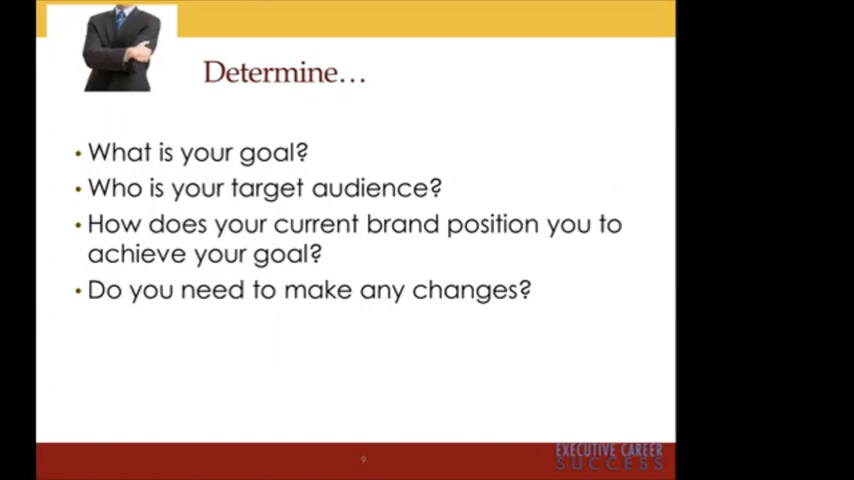 Determine…
• What is your goal?
• Who is your target audience?
• How does your current brand position you to
achieve your goal?
• Do you need to make any changes?
9
EXECUTIVE CAREER
SUCCESS